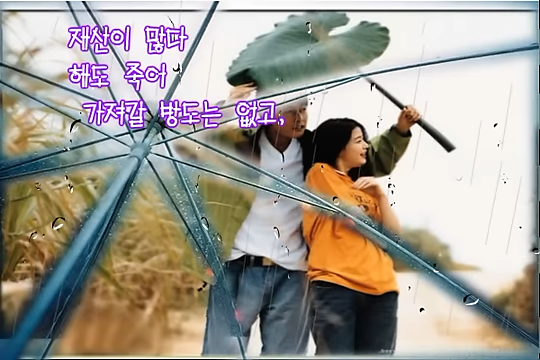 재산이 많다
해도 죽어
가져갈 방도는 없고,